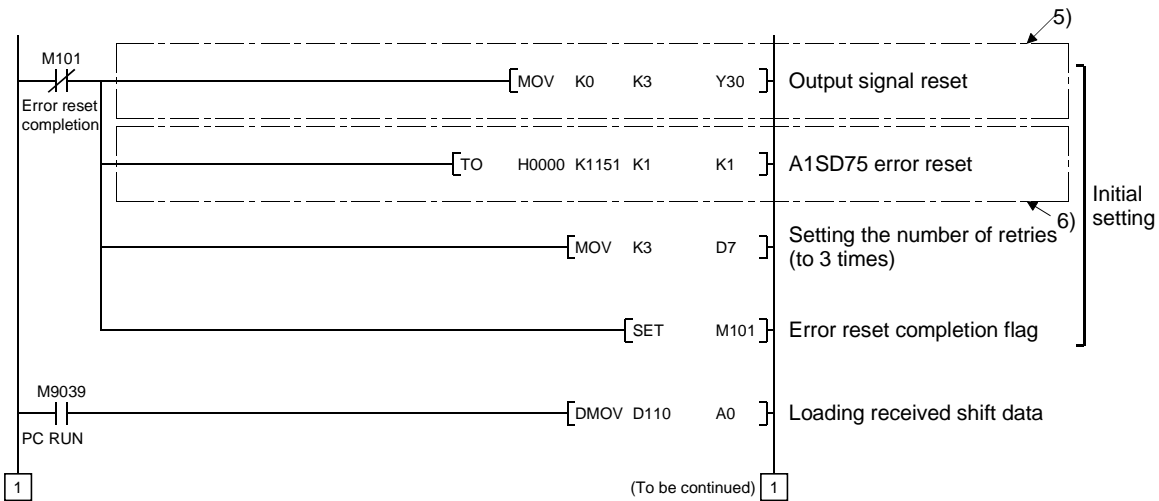 5)
M101
Error reset
completion
MOV K0 K3 Y30
Output signal reset
TO H0000 K1151 K1 K1
A1SD75 error reset
6)
Initial
setting
MOV K3 D7
Setting the number of retries
(to 3 times)
SET M101
Error reset completion flag
M9039
PC RUN
DMOV D110 A0
Loading received shift data
1
(To be continued) 1